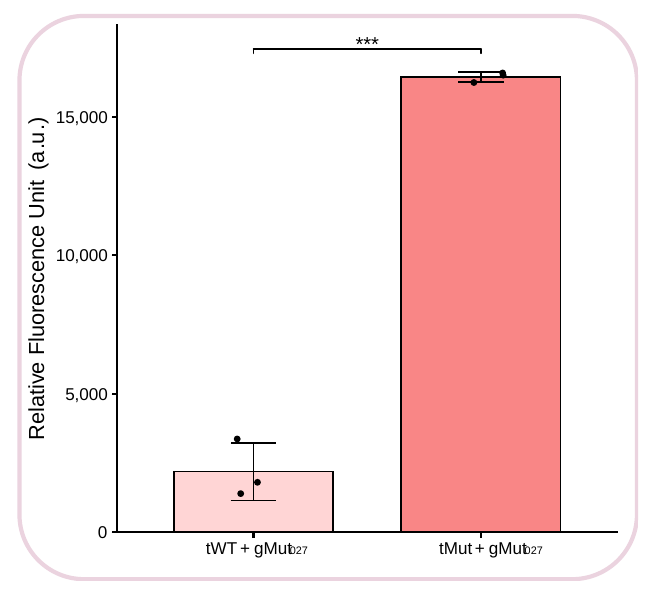 ***
Relative Fluorescence Unit (a.u.)
15,000
10,000
5,000
0
tWT + gMut027
tMut + gMut027